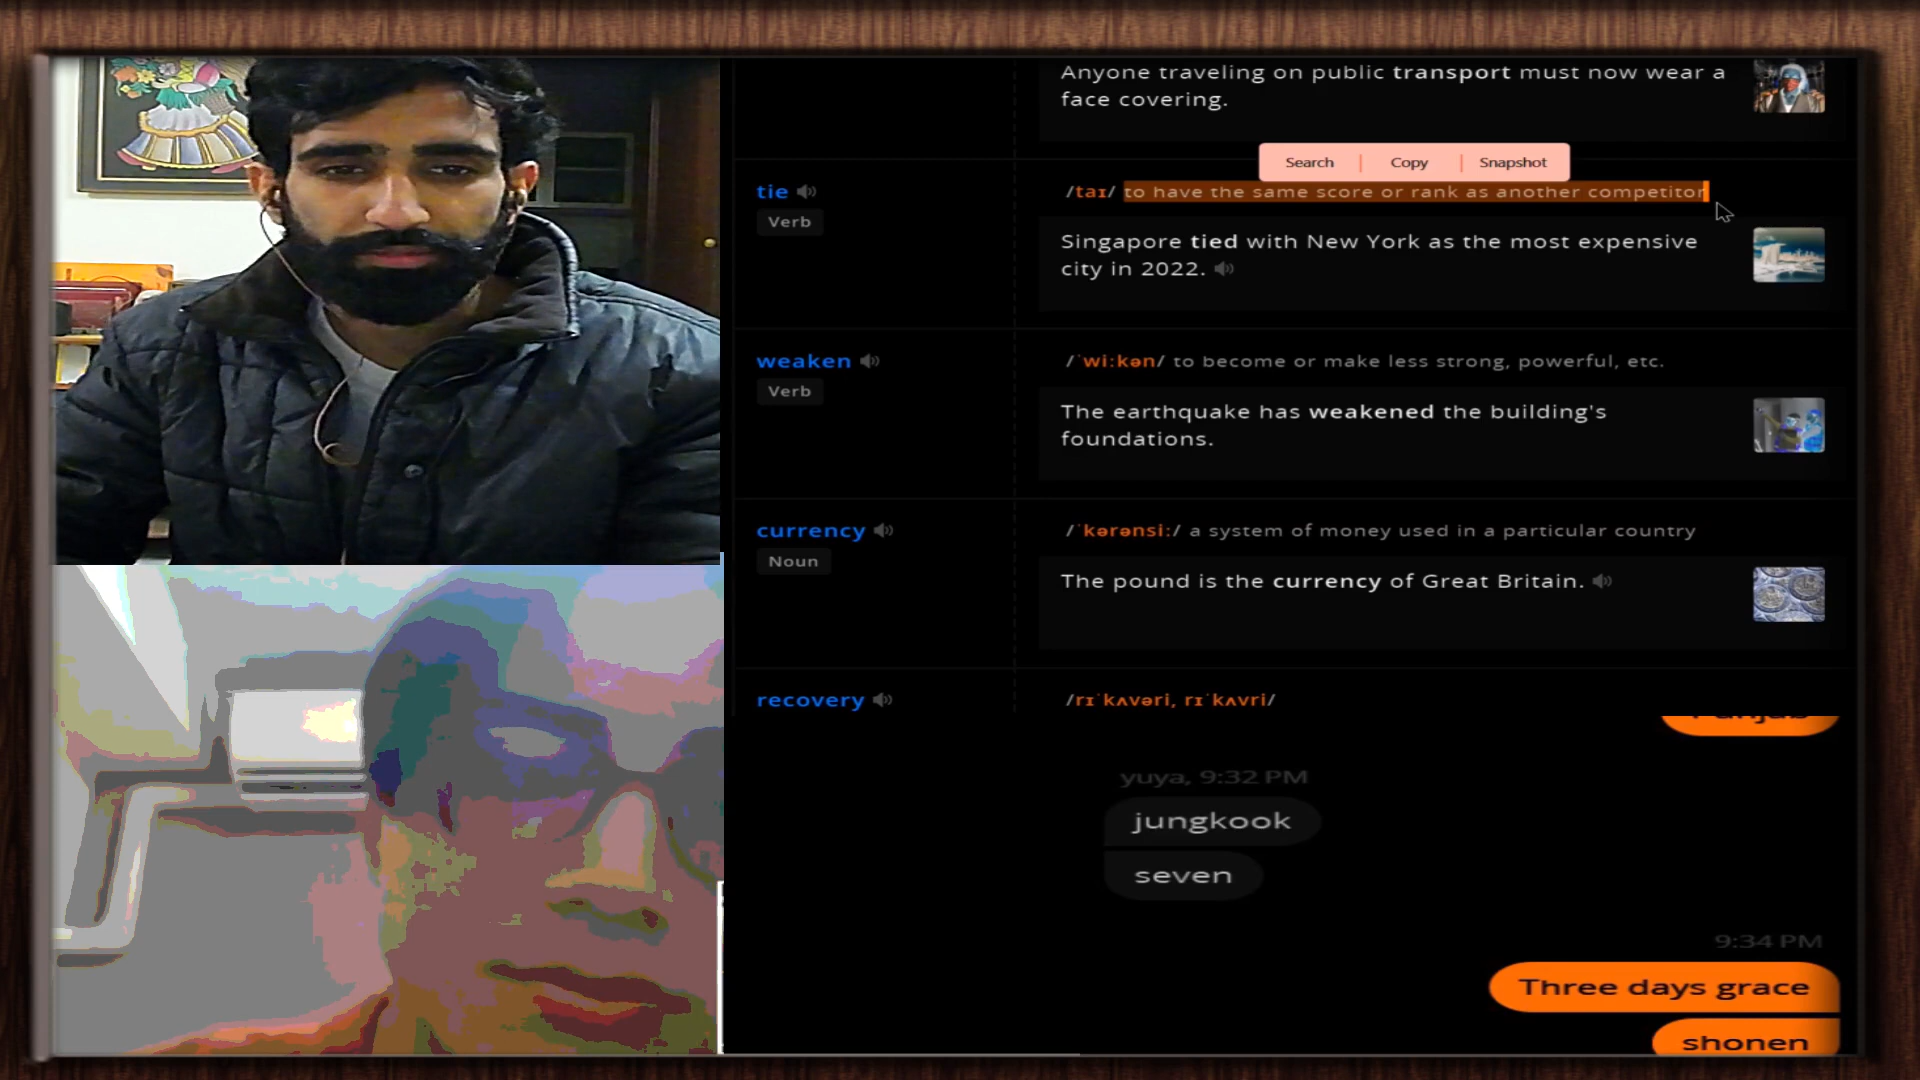 Anyone traveling on public transport must now wear a
face covering.
Search
Copy
Snapshot
tie
Verb
/taɪ/ to have the same score or rank as another competitor
Singapore tied with New York as the most expensive
city in 2022.
weaken
Verb
/ˈwiːkən/ to become or make less strong, powerful, etc.
The earthquake has weakened the building's
foundations.
currency
Noun
/ˈkərənsiː/ a system of money used in a particular country
The pound is the currency of Great Britain.
recovery
/rɪˈkʌvəri, rɪˈkʌvri/
Punjab
yuya, 9:32 PM
jungkook
seven
9:34 PM
Three days grace
shonen